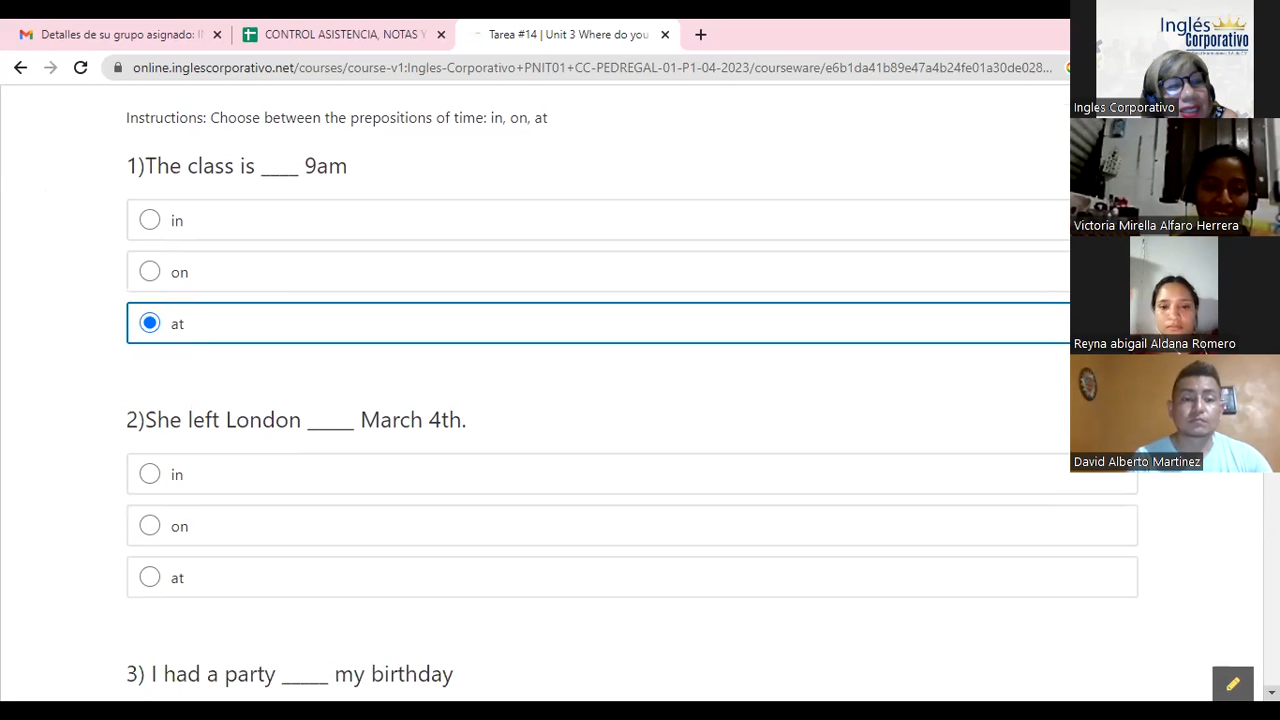 Detalles de su grupo asignado: I
CONTROL ASISTENCIA, NOTAS Y
Tarea #14 | Unit 3 Where do you
online.inglescorporativo.net/courses/course-v1:Ingles-Corporativo+PNIT01+CC-PEDREGAL-01-P1-04-2023/courseware/e6b1da41b89e47a4b24fe01a30de028...
Instructions: Choose between the prepositions of time: in, on, at
1)The class is ____ 9am
in
on
at
2)She left London _____ March 4th.
in
on
at
3) I had a party _____ my birthday
Inglés
Corporativo
Ingles Corporativo
Victoria Mirella Alfaro Herrera
Reyna abigail Aldana Romero
David Alberto Martinez